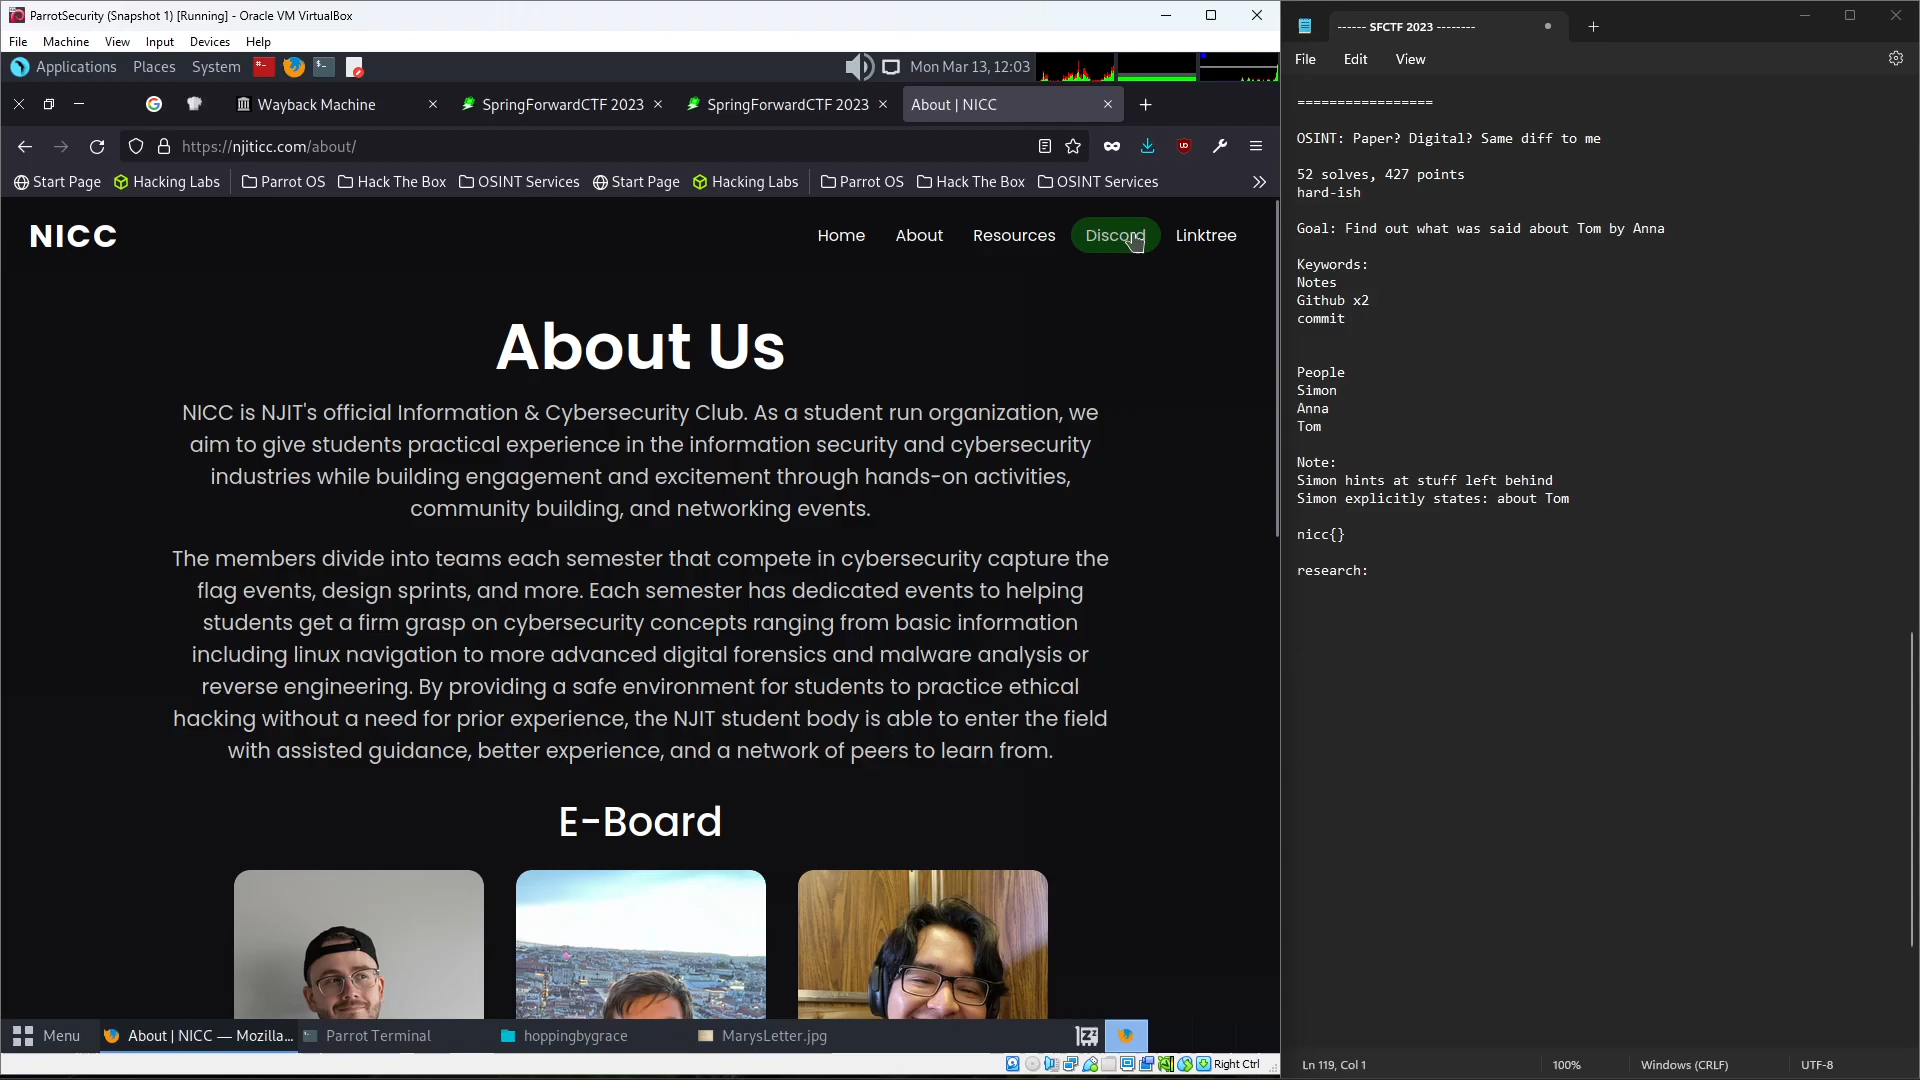 ParrotSecurity (Snapshot 1) [Running] - Oracle VM VirtualBox
File Machine View Input Devices Help
Applications Places System Mon Mar 13, 12:03
Wayback Machine SpringForwardCTF 2023 SpringForwardCTF 2023 About | NICC
https://njiticc.com/about/
Start Page Hacking Labs Parrot OS Hack The Box OSINT Services Start Page Hacking Labs Parrot OS Hack The Box OSINT Services
NICC
Home About Resources Discord Linktree
About Us
NICC is NJIT's official Information & Cybersecurity Club. As a student run organization, we
aim to give students practical experience in the information security and cybersecurity
industries while building engagement and excitement through hands-on activities,
community building, and networking events.
The members divide into teams each semester that compete in cybersecurity capture the
flag events, design sprints, and more. Each semester has dedicated events to helping
students get a firm grasp on cybersecurity concepts ranging from basic information
including linux navigation to more advanced digital forensics and malware analysis or
reverse engineering. By providing a safe environment for students to practice ethical
hacking without a need for prior experience, the NJIT student body is able to enter the field
with assisted guidance, better experience, and a network of peers to learn from.
E-Board
Menu About | NICC — Mozilla... Parrot Terminal hoppingbygrace MarysLetter.jpg
Right Ctrl
------ SFCTF 2023 --------
File Edit View
=================
OSINT: Paper? Digital? Same diff to me
52 solves, 427 points
hard-ish
Goal: Find out what was said about Tom by Anna
Keywords:
Notes
Github x2
commit
People
Simon
Anna
Tom
Note:
Simon hints at stuff left behind
Simon explicitly states: about Tom
nicc{}
research:
Ln 119, Col 1 100% Windows (CRLF) UTF-8